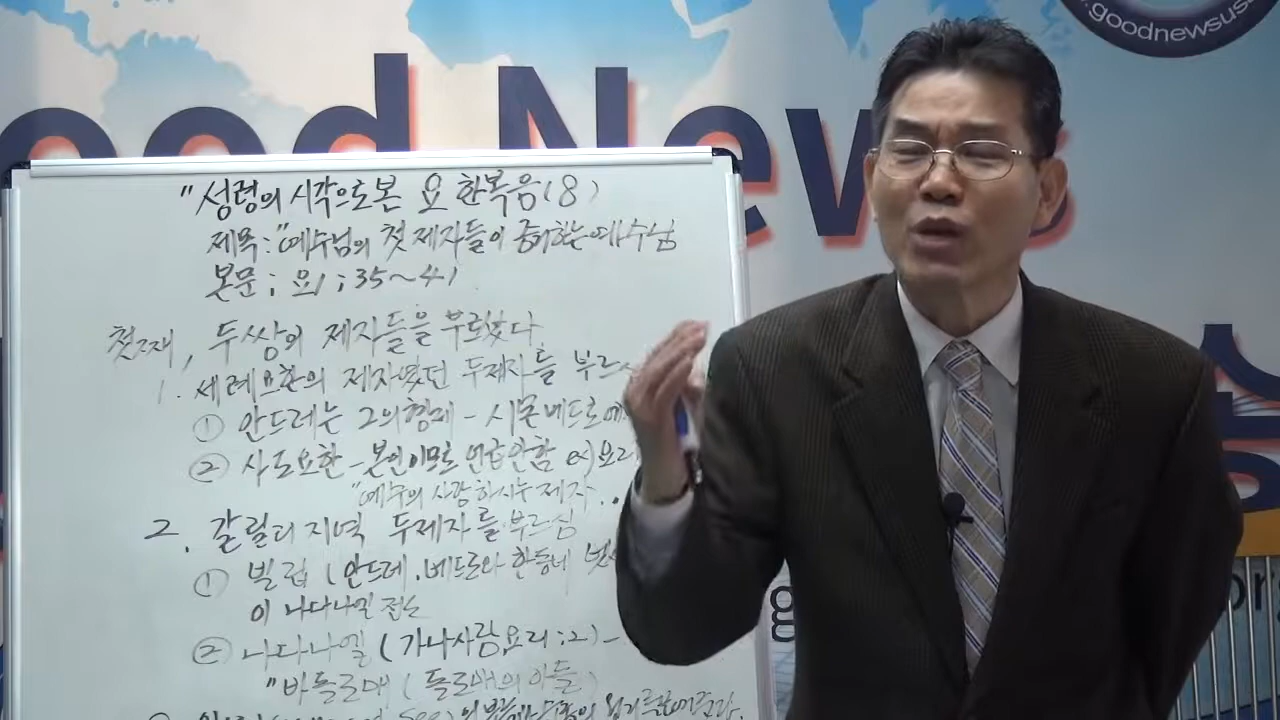 .goodnewsusa
Good News
"성령의 시각으로본 요한복음(8)
제목:"예수님의 첫 제자들이 증거하는 예수님
본문; 요1;35~41
첫째, 두쌍의 제자들을 부르셨다
1. 세례요한의 제자였던 두제자를 부르
① 안드레는 그의형제 - 시몬베드로에
② 사도요한 - 본인이므로 언급안함
"예수의 사랑하시는 제자..
2. 갈릴리 지역 두제자를 부르심
① 빌립 (안드레.베드로와 한동네
이 나다나엘 전도
② 나다나엘 (가나사람,요21;2) -
"바돌로매 (돌로매의 아들)